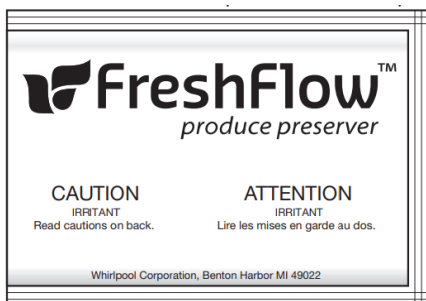 FreshFlow™
produce preserver
CAUTION
IRRITANT
Read cautions on back.
ATTENTION
IRRITANT
Lire les mises en garde au dos.
Whirlpool Corporation, Benton Harbor MI 49022